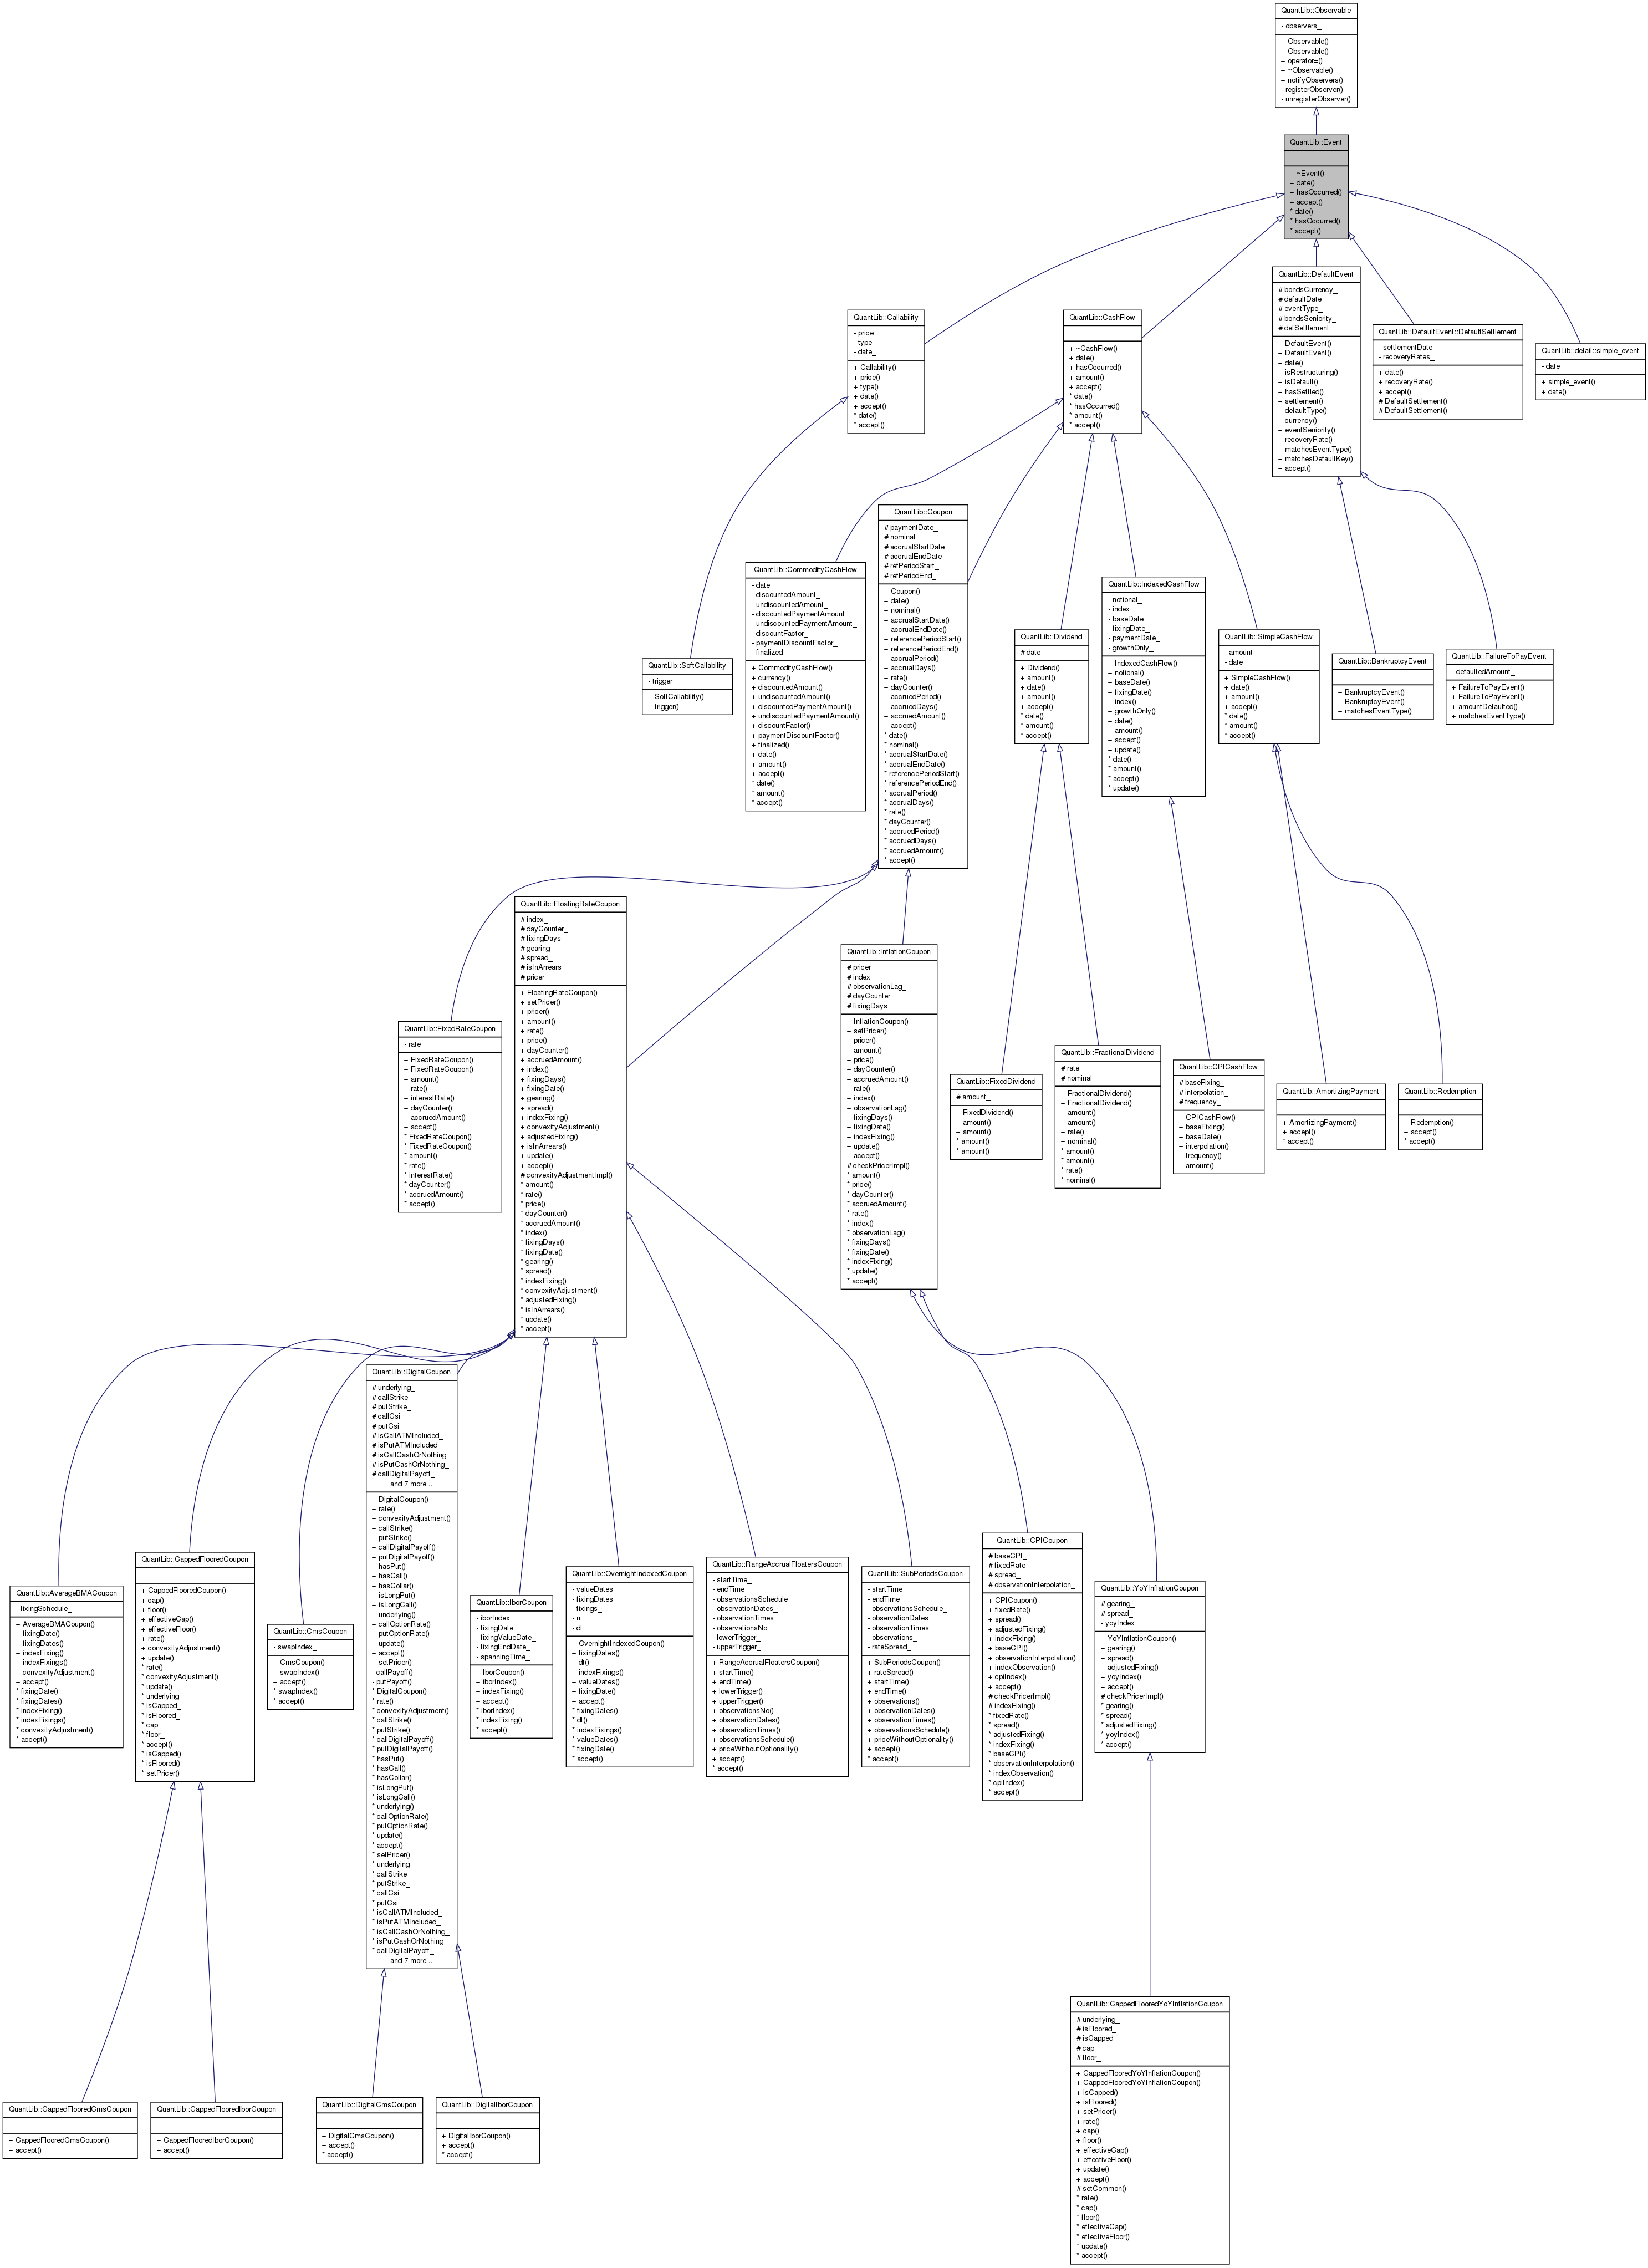 QuantLib::Observable
- observers_
+ Observable()
+ Observable()
+ operator=()
+ ~Observable()
+ notifyObservers()
- registerObserver()
- unregisterObserver()
QuantLib::Event
+ ~Event()
+ date()
+ hasOccurred()
+ accept()
* date()
* hasOccurred()
* accept()
QuantLib::Callability
- price_
- type_
- date_
+ Callability()
+ price()
+ type()
+ date()
+ accept()
* date()
* accept()
QuantLib::CashFlow
+ ~CashFlow()
+ date()
+ hasOccurred()
+ amount()
+ accept()
* date()
* hasOccurred()
* amount()
* accept()
QuantLib::DefaultEvent
# bondsCurrency_
# defaultDate_
# eventType_
# bondsSeniority_
# defSettlement_
+ DefaultEvent()
+ DefaultEvent()
+ date()
+ isRestructuring()
+ isDefault()
+ hasSettled()
+ settlement()
+ defaultType()
+ currency()
+ eventSeniority()
+ recoveryRate()
+ matchesEventType()
+ matchesDefaultKey()
+ accept()
QuantLib::DefaultEvent::DefaultSettlement
- settlementDate_
- recoveryRates_
+ date()
+ recoveryRate()
+ accept()
# DefaultSettlement()
# DefaultSettlement()
QuantLib::detail::simple_event
- date_
+ simple_event()
+ date()
QuantLib::SoftCallability
- trigger_
+ SoftCallability()
+ trigger()
QuantLib::CommodityCashFlow
- date_
- discountedAmount_
- undiscountedAmount_
- discountedPaymentAmount_
- undiscountedPaymentAmount_
- discountFactor_
- paymentDiscountFactor_
- finalized_
+ CommodityCashFlow()
+ currency()
+ discountedAmount()
+ undiscountedAmount()
+ discountedPaymentAmount()
+ undiscountedPaymentAmount()
+ discountFactor()
+ paymentDiscountFactor()
+ finalized()
+ date()
+ amount()
+ accept()
* date()
* amount()
* accept()
QuantLib::Coupon
# paymentDate_
# nominal_
# accrualStartDate_
# accrualEndDate_
# refPeriodStart_
# refPeriodEnd_
+ Coupon()
+ date()
+ nominal()
+ accrualStartDate()
+ accrualEndDate()
+ referencePeriodStart()
+ referencePeriodEnd()
+ accrualPeriod()
+ accrualDays()
+ rate()
+ dayCounter()
+ accruedPeriod()
+ accruedDays()
+ accruedAmount()
+ accept()
* date()
* nominal()
* accrualStartDate()
* accrualEndDate()
* referencePeriodStart()
* referencePeriodEnd()
* accrualPeriod()
* accrualDays()
* rate()
* dayCounter()
* accruedPeriod()
* accruedDays()
* accruedAmount()
* accept()
QuantLib::Dividend
# date_
+ Dividend()
+ amount()
+ date()
+ amount()
+ accept()
* date()
* amount()
* accept()
QuantLib::IndexedCashFlow
- notional_
- index_
- baseDate_
- fixingDate_
- paymentDate_
- growthOnly_
+ IndexedCashFlow()
+ notional()
+ baseDate()
+ fixingDate()
+ index()
+ growthOnly()
+ date()
+ amount()
+ accept()
+ update()
* date()
* amount()
* accept()
* update()
QuantLib::SimpleCashFlow
- amount_
- date_
+ SimpleCashFlow()
+ date()
+ amount()
+ accept()
* date()
* amount()
* accept()
QuantLib::BankruptcyEvent
+ BankruptcyEvent()
+ BankruptcyEvent()
+ matchesEventType()
QuantLib::FailureToPayEvent
- defaultedAmount_
+ FailureToPayEvent()
+ FailureToPayEvent()
+ amountDefaulted()
+ matchesEventType()
QuantLib::FixedRateCoupon
- rate_
+ FixedRateCoupon()
+ FixedRateCoupon()
+ amount()
+ rate()
+ interestRate()
+ dayCounter()
+ accruedAmount()
+ accept()
* FixedRateCoupon()
* FixedRateCoupon()
* amount()
* rate()
* interestRate()
* dayCounter()
* accruedAmount()
* accept()
QuantLib::FloatingRateCoupon
# index_
# dayCounter_
# fixingDays_
# gearing_
# spread_
# isInArrears_
# pricer_
+ FloatingRateCoupon()
+ setPricer()
+ pricer()
+ amount()
+ rate()
+ price()
+ dayCounter()
+ accruedAmount()
+ index()
+ fixingDays()
+ fixingDate()
+ gearing()
+ spread()
+ indexFixing()
+ convexityAdjustment()
+ adjustedFixing()
+ isInArrears()
+ update()
+ accept()
# convexityAdjustmentImpl()
* amount()
* rate()
* price()
* dayCounter()
* accruedAmount()
* index()
* fixingDays()
* fixingDate()
* gearing()
* spread()
* indexFixing()
* convexityAdjustment()
* adjustedFixing()
* isInArrears()
* update()
* accept()
QuantLib::InflationCoupon
# pricer_
# index_
# observationLag_
# dayCounter_
# fixingDays_
+ InflationCoupon()
+ setPricer()
+ pricer()
+ amount()
+ price()
+ dayCounter()
+ accruedAmount()
+ rate()
+ index()
+ observationLag()
+ fixingDays()
+ fixingDate()
+ indexFixing()
+ update()
+ accept()
# checkPricerImpl()
* amount()
* price()
* dayCounter()
* accruedAmount()
* rate()
* index()
* observationLag()
* fixingDays()
* fixingDate()
* indexFixing()
* update()
* accept()
QuantLib::FixedDividend
# amount_
+ FixedDividend()
+ amount()
+ amount()
* amount()
* amount()
QuantLib::FractionalDividend
# rate_
# nominal_
+ FractionalDividend()
+ FractionalDividend()
+ amount()
+ amount()
+ rate()
+ nominal()
* amount()
* amount()
* rate()
* nominal()
QuantLib::CPICashFlow
# baseFixing_
# interpolation_
# frequency_
+ CPICashFlow()
+ baseFixing()
+ baseDate()
+ interpolation()
+ frequency()
+ amount()
QuantLib::AmortizingPayment
+ AmortizingPayment()
+ accept()
* accept()
QuantLib::Redemption
+ Redemption()
+ accept()
* accept()
QuantLib::AverageBMACoupon
- fixingSchedule_
+ AverageBMACoupon()
+ fixingDate()
+ fixingDates()
+ indexFixing()
+ indexFixings()
+ convexityAdjustment()
+ accept()
* fixingDate()
* fixingDates()
* indexFixing()
* indexFixings()
* convexityAdjustment()
* accept()
QuantLib::CappedFlooredCoupon
+ CappedFlooredCoupon()
+ cap()
+ floor()
+ effectiveCap()
+ effectiveFloor()
+ rate()
+ convexityAdjustment()
+ update()
* rate()
* convexityAdjustment()
* update()
* underlying_
* isCapped_
* isFloored_
* cap_
* floor_
* accept()
+ accept()
+ isCapped()
+ isFloored()
+ setPricer()
QuantLib::CmsCoupon
- swapIndex_
+ CmsCoupon()
+ swapIndex()
+ accept()
* swapIndex()
* accept()
QuantLib::DigitalCoupon
# underlying_
# callStrike_
# putStrike_
# callCsi_
# putCsi_
# isCallATMIncluded_
# isPutATMIncluded_
# isCallCashOrNothing_
# isPutCashOrNothing_
# callDigitalPayoff_
and 7 more...
+ DigitalCoupon()
+ rate()
+ convexityAdjustment()
+ callStrike()
+ putStrike()
+ callDigitalPayoff()
+ putDigitalPayoff()
+ hasPut()
+ hasCall()
+ hasCollar()
+ isLongPut()
+ isLongCall()
+ underlying()
+ callOptionRate()
+ putOptionRate()
+ update()
+ accept()
+ setPricer()
- callPayoff()
- putPayoff()
* DigitalCoupon()
* rate()
* convexityAdjustment()
* callStrike()
* putStrike()
* callDigitalPayoff()
* putDigitalPayoff()
* hasPut()
* hasCall()
* hasCollar()
* isLongPut()
* isLongCall()
* underlying()
* callOptionRate()
* putOptionRate()
* update()
* accept()
* setPricer()
* underlying_
* callStrike_
* putStrike_
* callCsi_
* putCsi_
* isCallATMIncluded_
* isPutATMIncluded_
* isCallCashOrNothing_
* isPutCashOrNothing_
* callDigitalPayoff_
and 7 more...
QuantLib::IborCoupon
- iborIndex_
- fixingDate_
- fixingValueDate_
- fixingEndDate_
- spanningTime_
+ IborCoupon()
+ iborIndex()
+ indexFixing()
+ accept()
* iborIndex()
* indexFixing()
* accept()
QuantLib::OvernightIndexedCoupon
- valueDates_
- fixingDates_
- fixings_
- n_
- dt_
+ OvernightIndexedCoupon()
+ fixingDates()
+ dt()
+ indexFixings()
+ valueDates()
+ fixingDate()
+ accept()
* fixingDates()
* dt()
* indexFixings()
* valueDates()
* fixingDate()
* accept()
QuantLib::RangeAccrualFloatersCoupon
- startTime_
- endTime_
- observationsSchedule_
- observationDates_
- observationTimes_
- observationsNo_
- lowerTrigger_
- upperTrigger_
+ RangeAccrualFloatersCoupon()
+ startTime()
+ endTime()
+ lowerTrigger()
+ upperTrigger()
+ observationsNo()
+ observationDates()
+ observationTimes()
+ observationsSchedule()
+ priceWithoutOptionality()
+ accept()
* accept()
QuantLib::SubPeriodsCoupon
- startTime_
- endTime_
- observationsSchedule_
- observationDates_
- observationTimes_
- observations_
- rateSpread_
+ SubPeriodsCoupon()
+ rateSpread()
+ startTime()
+ endTime()
+ observations()
+ observationDates()
+ observationTimes()
+ observationsSchedule()
+ priceWithoutOptionality()
+ accept()
* accept()
QuantLib::CPICoupon
# baseCPI_
# fixedRate_
# spread_
# observationInterpolation_
+ CPICoupon()
+ fixedRate()
+ spread()
+ adjustedFixing()
+ indexFixing()
+ baseCPI()
+ observationInterpolation()
+ indexObservation()
+ cpiIndex()
+ accept()
# checkPricerImpl()
# indexFixing()
* fixedRate()
* spread()
* adjustedFixing()
* indexFixing()
* baseCPI()
* observationInterpolation()
* indexObservation()
* cpiIndex()
* accept()
QuantLib::YoYInflationCoupon
# gearing_
# spread_
- yoyIndex_
+ YoYInflationCoupon()
+ gearing()
+ spread()
+ adjustedFixing()
+ yoyIndex()
+ accept()
# checkPricerImpl()
* gearing()
* spread()
* adjustedFixing()
* yoyIndex()
* accept()
QuantLib::CappedFlooredCmsCoupon
+ CappedFlooredCmsCoupon()
+ accept()
QuantLib::CappedFlooredIborCoupon
+ CappedFlooredIborCoupon()
+ accept()
QuantLib::DigitalCmsCoupon
+ DigitalCmsCoupon()
+ accept()
* accept()
QuantLib::DigitalIborCoupon
+ DigitalIborCoupon()
+ accept()
* accept()
QuantLib::CappedFlooredYoYInflationCoupon
# underlying_
# isFloored_
# isCapped_
# cap_
# floor_
+ CappedFlooredYoYInflationCoupon()
+ CappedFlooredYoYInflationCoupon()
+ isCapped()
+ isFloored()
+ setPricer()
+ rate()
+ cap()
+ floor()
+ effectiveCap()
+ effectiveFloor()
+ update()
+ accept()
# setCommon()
* rate()
* cap()
* floor()
* effectiveCap()
* effectiveFloor()
* update()
* accept()